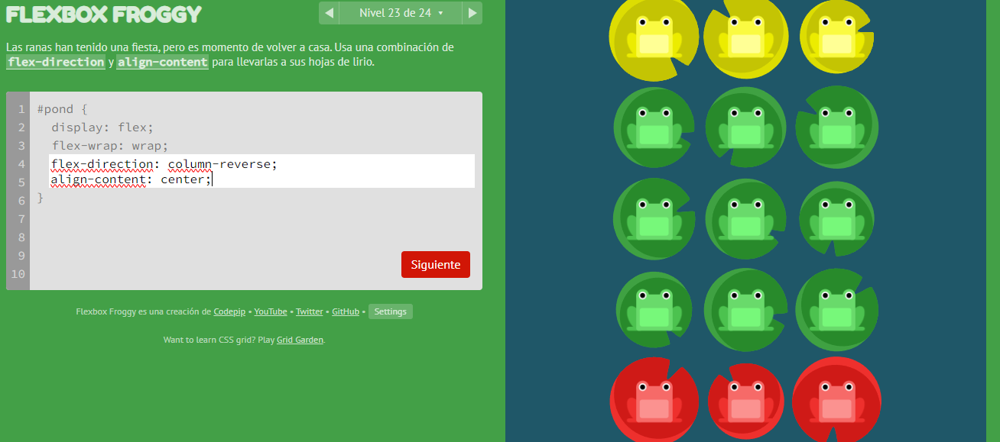 FLEXBOX FROGGY
◀ Nivel 23 de 24 ▾ ▶
Las ranas han tenido una fiesta, pero es momento de volver a casa. Usa una combinación de
flex-direction y align-content para llevarlas a sus hojas de lirio.
1 #pond {
2 display: flex;
3 flex-wrap: wrap;
4 flex-direction: column-reverse;
5 align-content: center;
6 }
7
8
9
10
Siguiente
Flexbox Froggy es una creación de Codepip • YouTube • Twitter • GitHub • Settings
Want to learn CSS grid? Play Grid Garden.